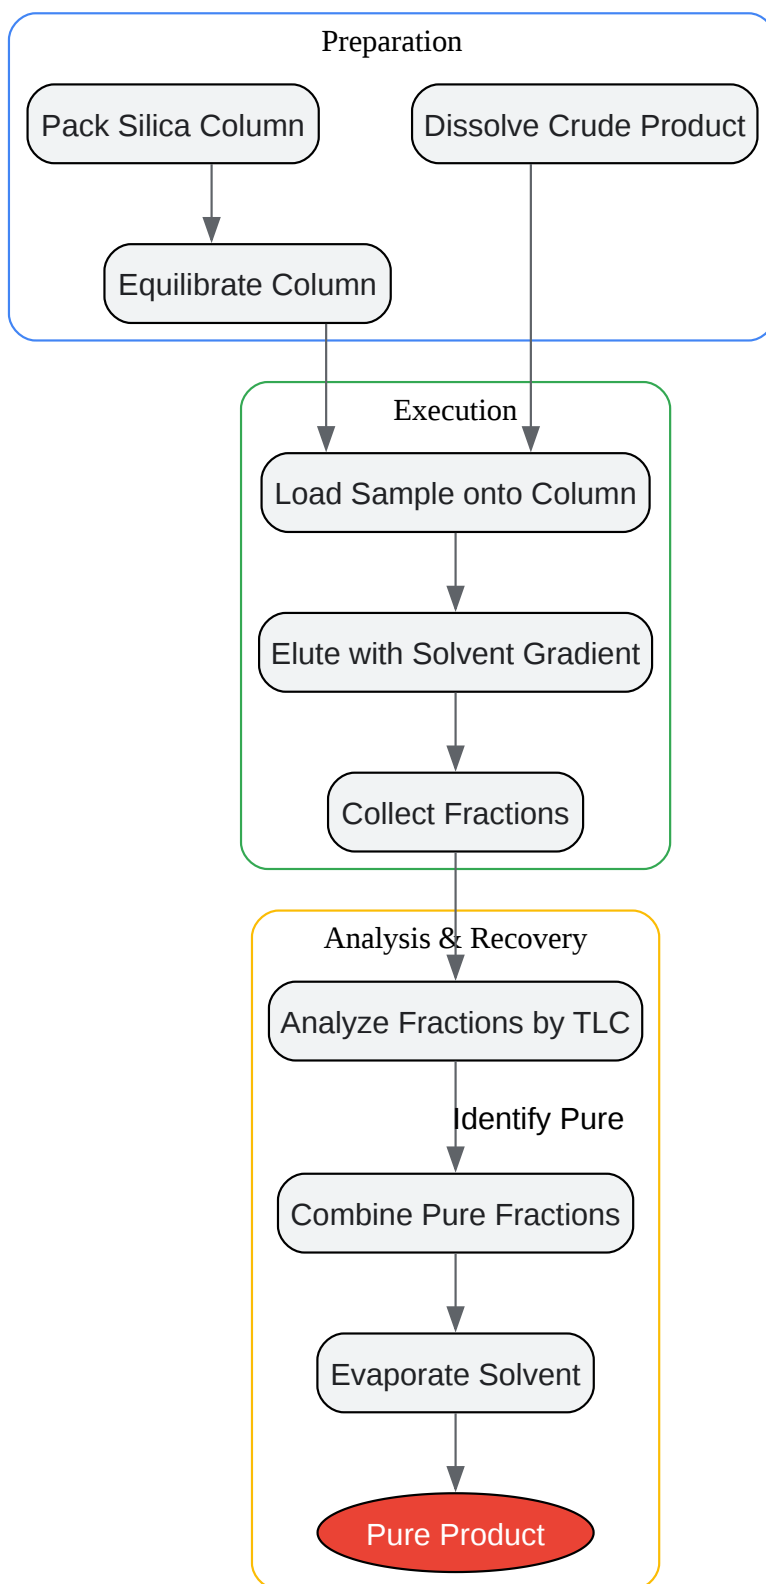 Preparation
Pack Silica Column
Dissolve Crude Product
Equilibrate Column
Execution
Load Sample onto Column
Elute with Solvent Gradient
Collect Fractions
Analysis & Recovery
Analyze Fractions by TLC
Identify Pure
Combine Pure Fractions
Evaporate Solvent
Pure Product